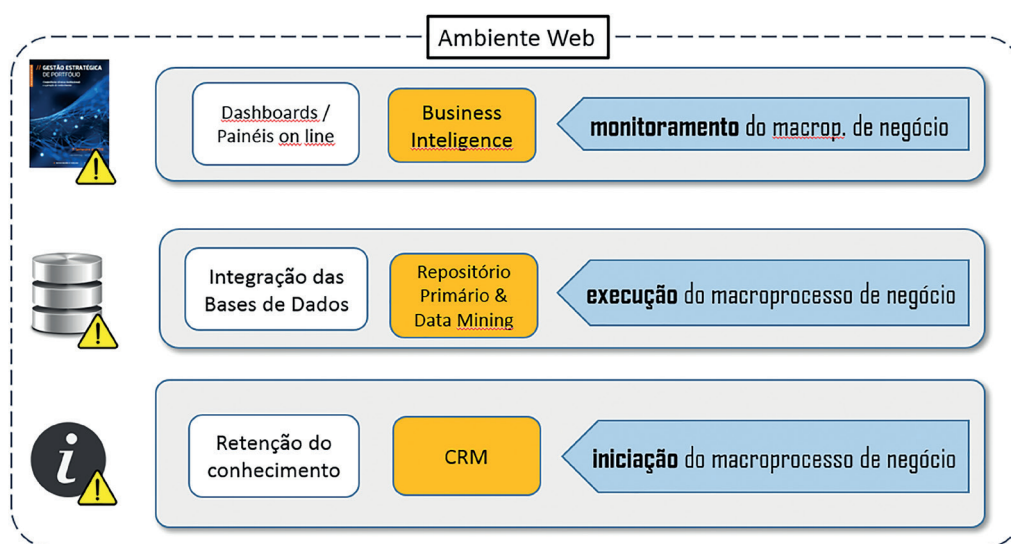 Ambiente Web
// GESTÃO ESTRATÉGICA
DE PORTFÓLIO
Dashboards /
Painéis on line
Business
Inteligence
monitoramento do macrop. de negócio
Integração das
Bases de Dados
Repositório
Primário &
Data Mining
execução do macroprocesso de negócio
Retenção do
conhecimento
CRM
iniciação do macroprocesso de negócio